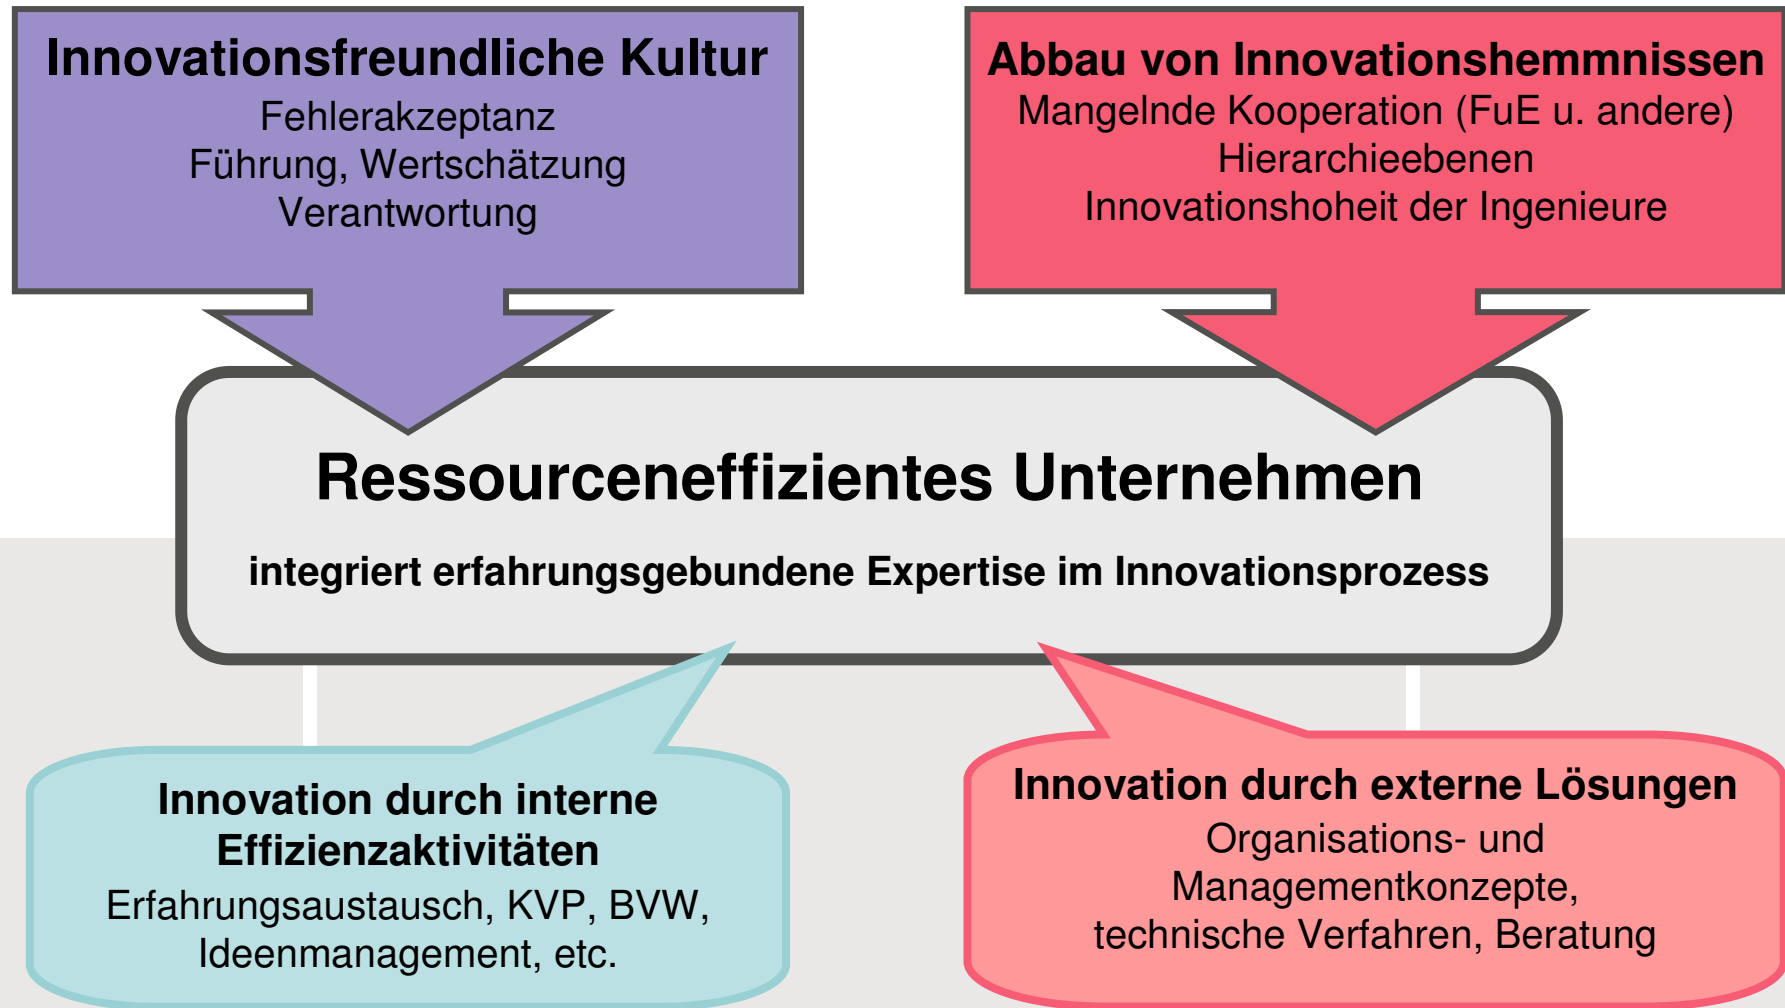 Innovationsfreundliche Kultur
Fehlerakzeptanz
Führung, Wertschätzung
Verantwortung
Abbau von Innovationshemmnissen
Mangelnde Kooperation (FuE u. andere)
Hierarchieebenen
Innovationshoheit der Ingenieure
Ressourceneffizientes Unternehmen
integriert erfahrungsgebundene Expertise im Innovationsprozess
Innovation durch interne
Effizienzaktivitäten
Erfahrungsaustausch, KVP, BVW,
Ideenmanagement, etc.
Innovation durch externe Lösungen
Organisations- und
Managementkonzepte,
technische Verfahren, Beratung